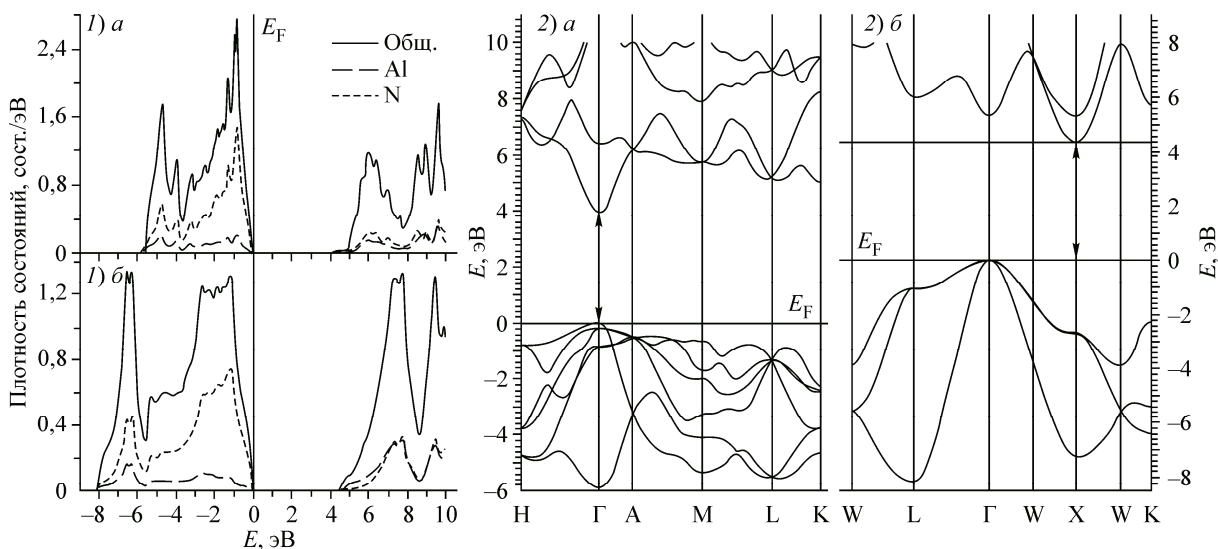 1) а
E_F
Общ.
Al
N
2,4
1,6
0,8
0
1) б
1,2
0,8
0,4
0
Плотность состояний, сост./эВ
–8 –6 –4 –2 0 2 4 6 8 10
E, эВ
2) а
10
8
6
4
2
0
–2
–4
–6
E, эВ
E_F
H Γ A M L K
2) б
E_F
8
6
4
2
0
–2
–4
–6
–8
E, эВ
W L Γ W X W K